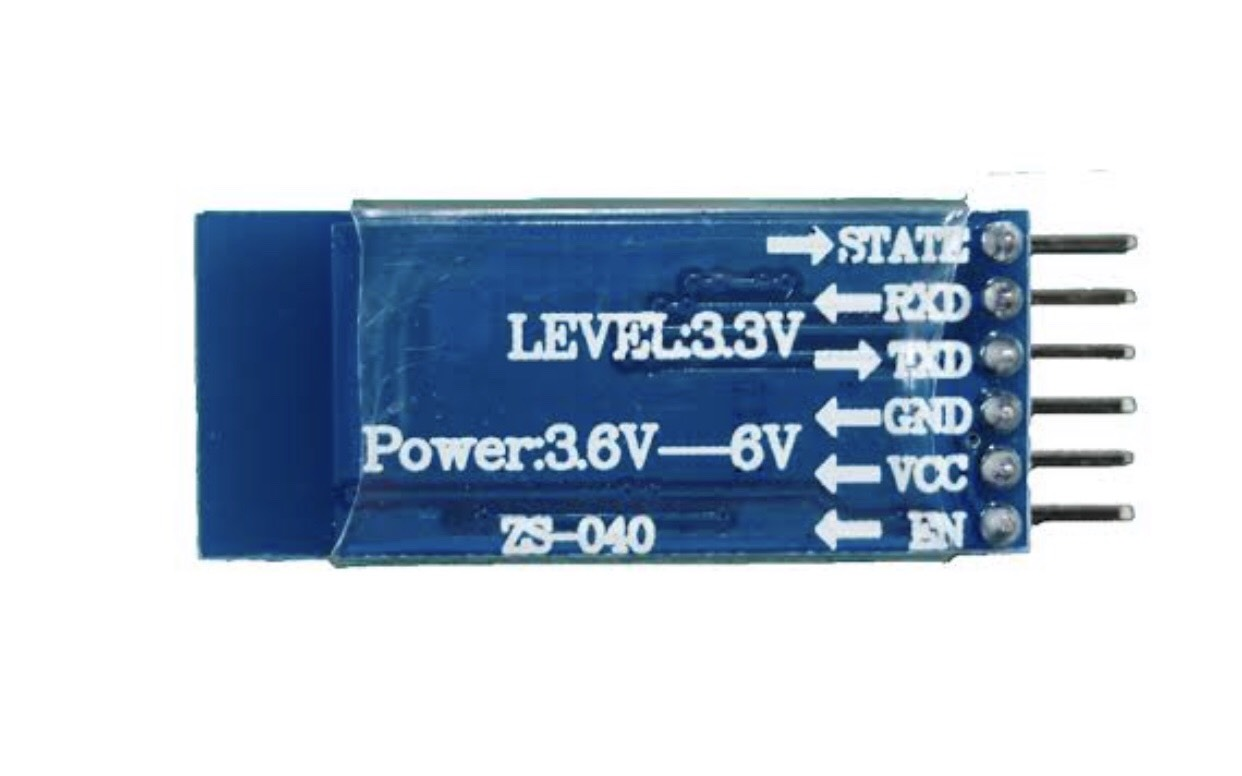 STATE
RXD
LEVEL:3.3V
TXD
GND
Power:3.6V—6V
VCC
ZS-040
EN